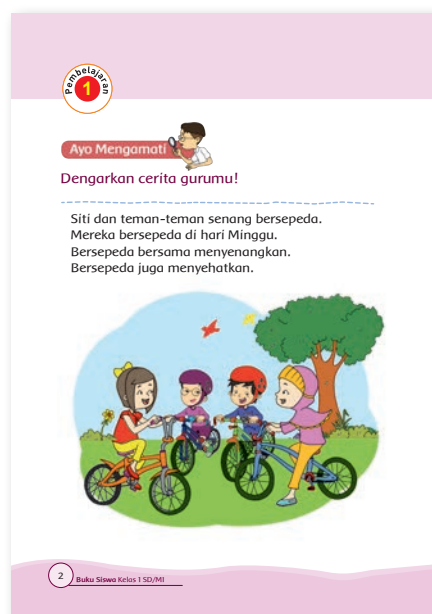 Pembelajaran
1
Ayo Mengamati
Dengarkan cerita gurumu!
Siti dan teman-teman senang bersepeda.
Mereka bersepeda di hari Minggu.
Bersepeda bersama menyenangkan.
Bersepeda juga menyehatkan.
2 Buku Siswa Kelas 1 SD/MI